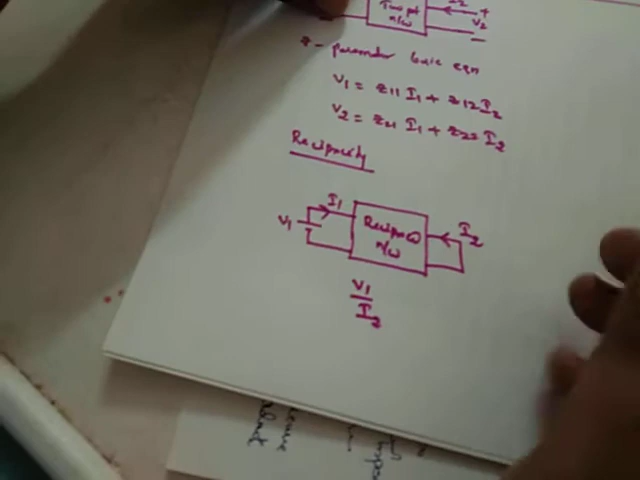 Two port
n/w
I2
+
V2
-
z - parameter basic eqn
V1 = z11 I1 + z12 I2
V2 = z21 I1 + z22 I2
Reciprocity
I1
V1
Reciprocal
n/w
I2
V1
I2